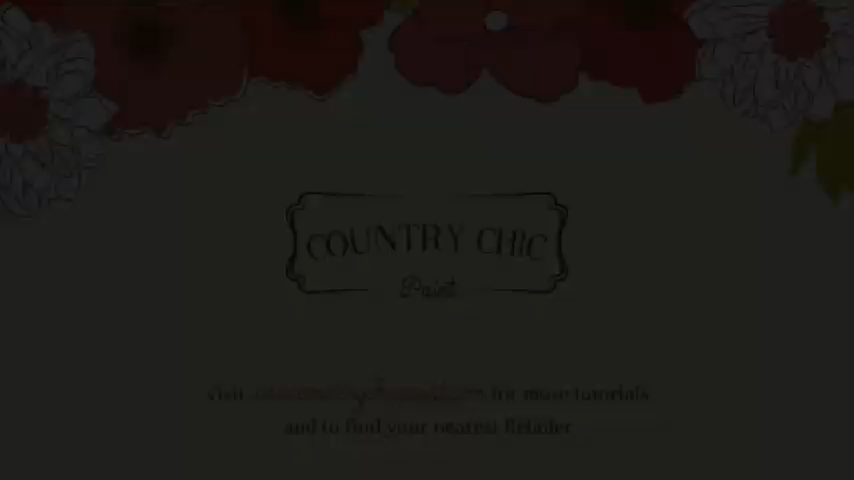 COUNTRY CHIC
Paint
visit for more tutorials
and to find your nearest Retailer